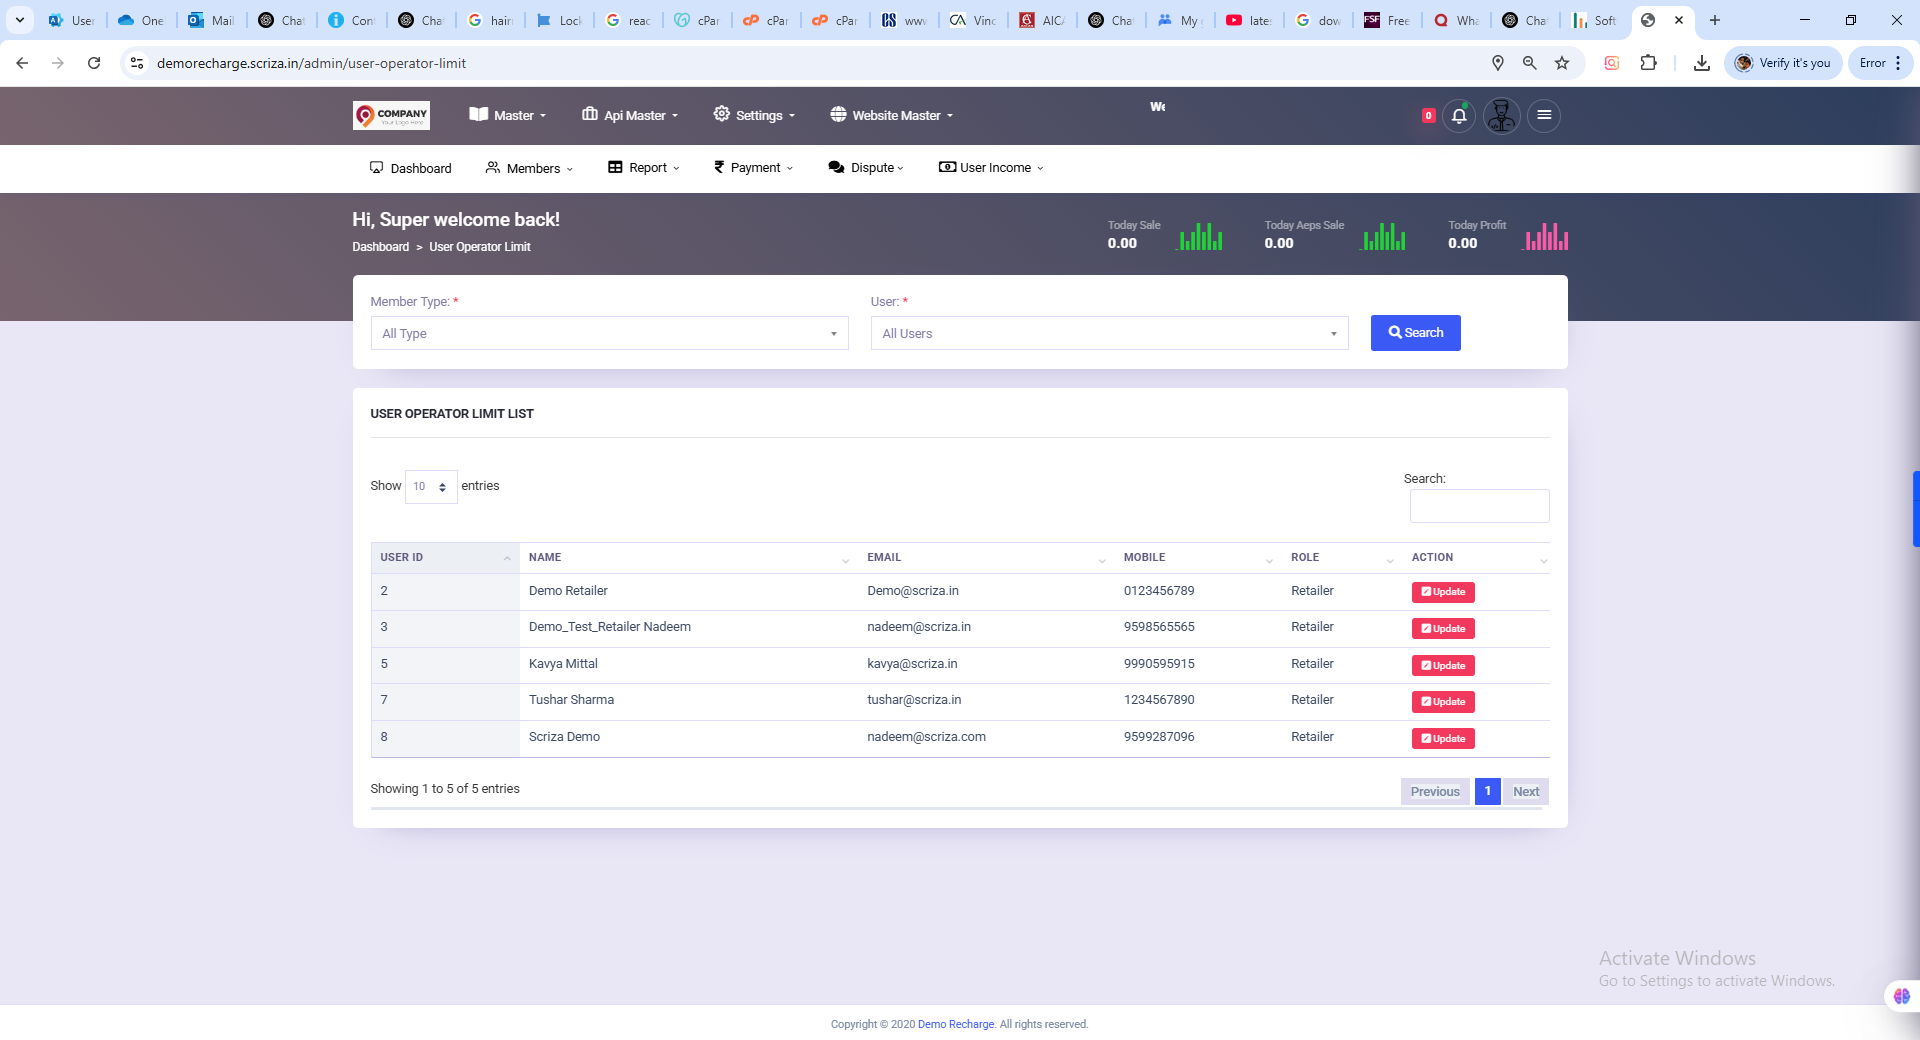 User
One
Mail
Chat
Con
Chat
hair
Lock
reac
cPar
cPar
cPar
www
Vinc
AICA
Chat
My
late
dow
Free
Wha
Chat
Soft
demorecharge.scriza.in/admin/user-operator-limit
Verify it's you
Error
COMPANY
Your Logo Here
Master
Api Master
Settings
Website Master
We
0
Dashboard
Members
Report
Payment
Dispute
User Income
Hi, Super welcome back!
Dashboard > User Operator Limit
Today Sale
0.00
Today Aeps Sale
0.00
Today Profit
0.00
Member Type: *
All Type
User: *
All Users
Search
USER OPERATOR LIMIT LIST
Show 10 entries
Search:
USER ID NAME EMAIL MOBILE ROLE ACTION
2 Demo Retailer Demo@scriza.in 0123456789 Retailer Update
3 Demo_Test_Retailer Nadeem nadeem@scriza.in 9598565565 Retailer Update
5 Kavya Mittal kavya@scriza.in 9990595915 Retailer Update
7 Tushar Sharma tushar@scriza.in 1234567890 Retailer Update
8 Scriza Demo nadeem@scriza.com 9599287096 Retailer Update
Showing 1 to 5 of 5 entries
Previous 1 Next
Activate Windows
Go to Settings to activate Windows.
Copyright © 2020 Demo Recharge. All rights reserved.